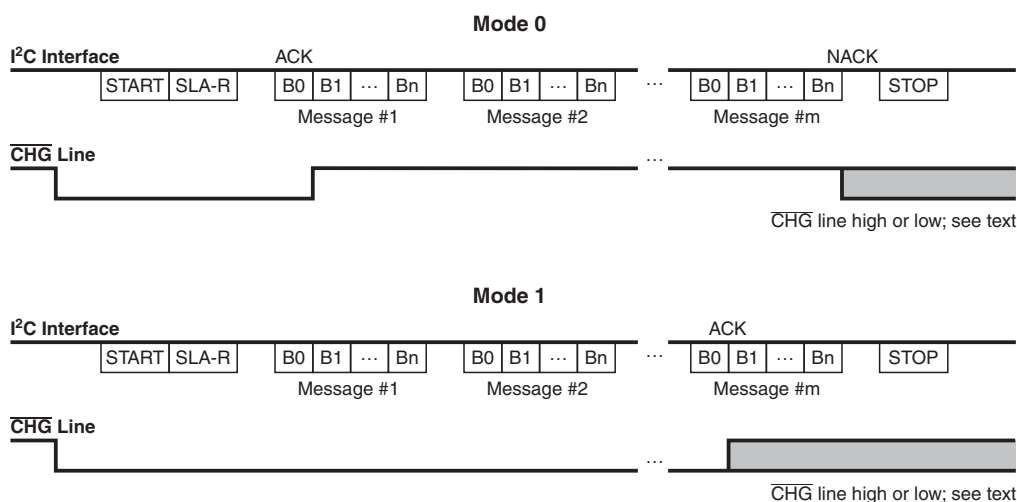 Mode 0
I²C Interface
ACK
NACK
START SLA-R B0 B1 ... Bn B0 B1 ... Bn ... B0 B1 ... Bn STOP
Message #1 Message #2 Message #m
CHG Line
...
CHG line high or low; see text
Mode 1
I²C Interface
ACK
START SLA-R B0 B1 ... Bn B0 B1 ... Bn ... B0 B1 ... Bn STOP
Message #1 Message #2 Message #m
CHG Line
...
CHG line high or low; see text